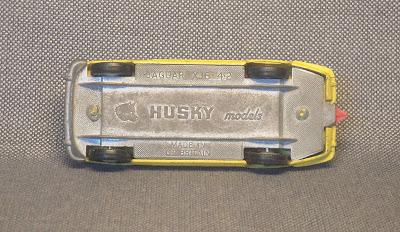 JAGUAR XJ6 4.2
HUSKY models
MADE IN
GT BRITAIN